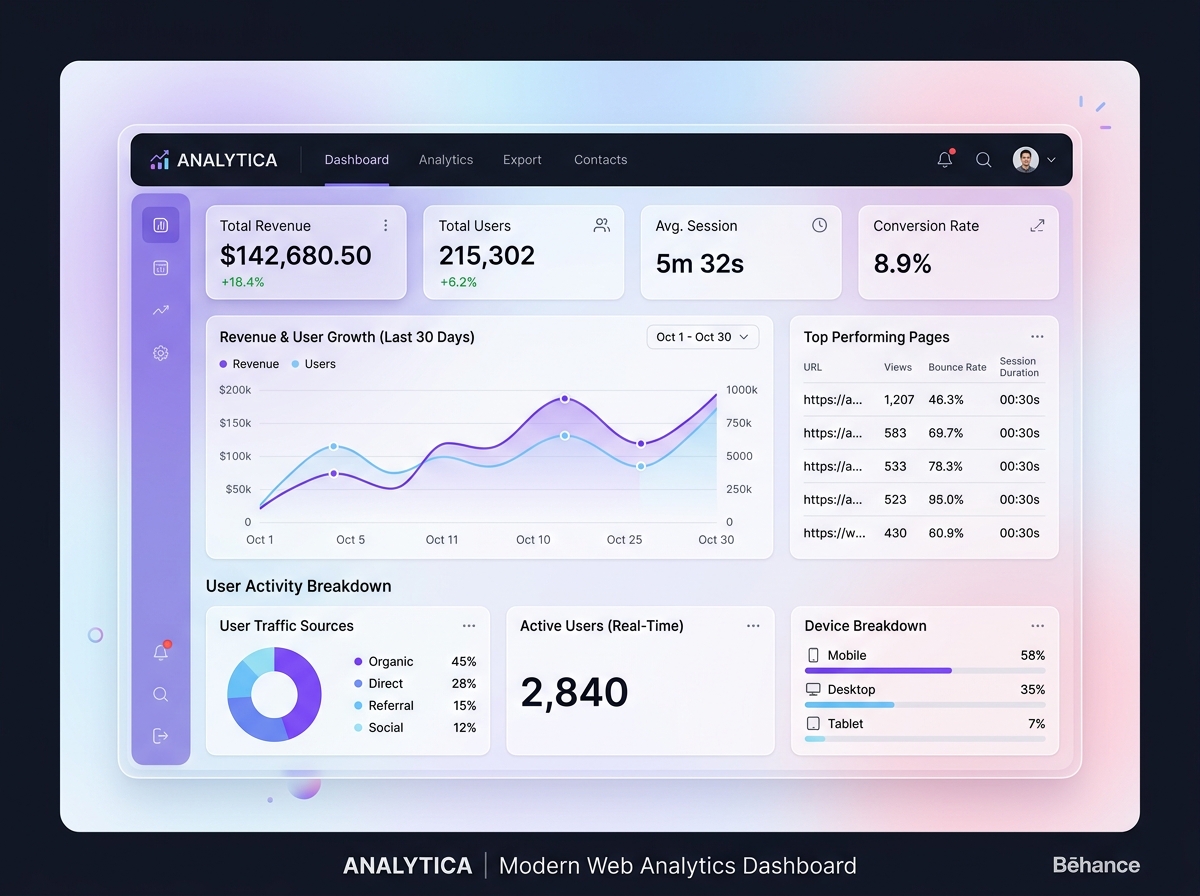 ANALYTICA
Dashboard Analytics Export Contacts
Total Revenue
$142,680.50
+18.4%
Total Users
215,302
+6.2%
Avg. Session
5m 32s
Conversion Rate
8.9%
Revenue & User Growth (Last 30 Days)
Oct 1 - Oct 30
Revenue Users
$200k 1000k
$150k 750k
$100k 5000
$50k 250k
0 0
Oct 1 Oct 5 Oct 11 Oct 10 Oct 25 Oct 30
Top Performing Pages
URL Views Bounce Rate Session Duration
https://a... 1,207 46.3% 00:30s
https://a... 583 69.7% 00:30s
https://a... 533 78.3% 00:30s
https://a... 523 95.0% 00:30s
https://w... 430 60.9% 00:30s
User Activity Breakdown
User Traffic Sources
Organic 45%
Direct 28%
Referral 15%
Social 12%
Active Users (Real-Time)
2,840
Device Breakdown
Mobile 58%
Desktop 35%
Tablet 7%
ANALYTICA | Modern Web Analytics Dashboard
Bēhance